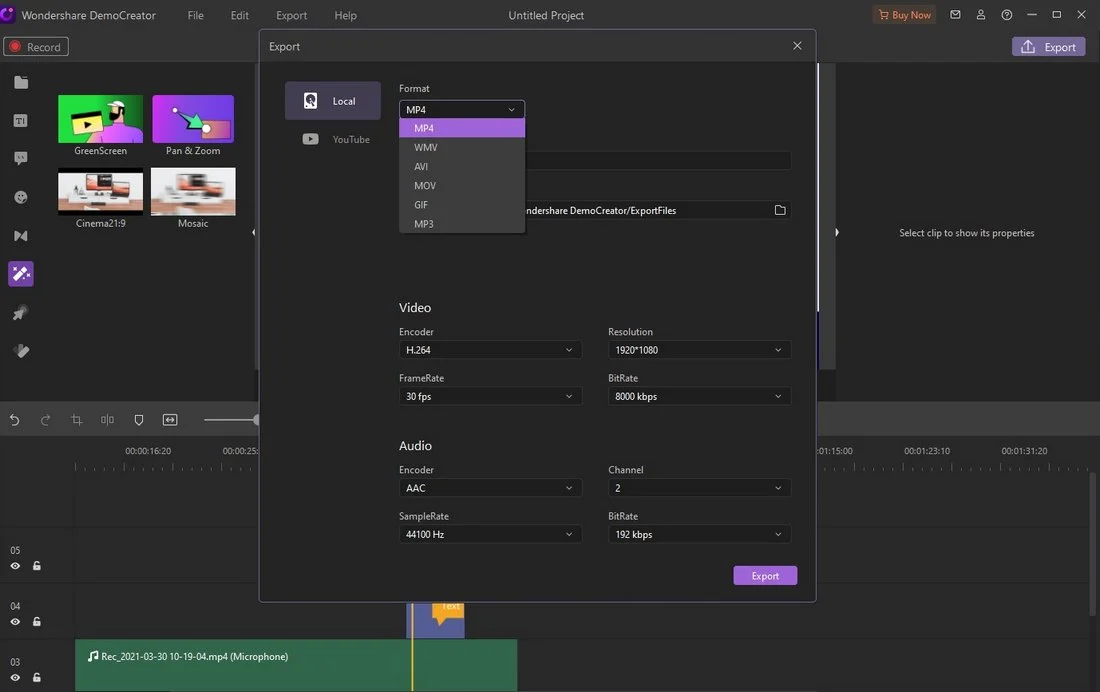 Wondershare DemoCreator File Edit Export Help Untitled Project Buy Now
Record Export
Export
Local
YouTube
Format
MP4
MP4
WMV
AVI
MOV
GIF
MP3
ndershare DemoCreator/ExportFiles
GreenScreen Pan & Zoom
Cinema21:9 Mosaic
Select clip to show its properties
Video
Encoder Resolution
H.264 1920*1080
FrameRate BitRate
30 fps 8000 kbps
Audio
Encoder Channel
AAC 2
SampleRate BitRate
44100 Hz 192 kbps
Export
00:00:16:20 00:00:25: :01:15:00 00:01:23:10 00:01:31:20
05
04
Text
03
Rec_2021-03-30 10-19-04.mp4 (Microphone)